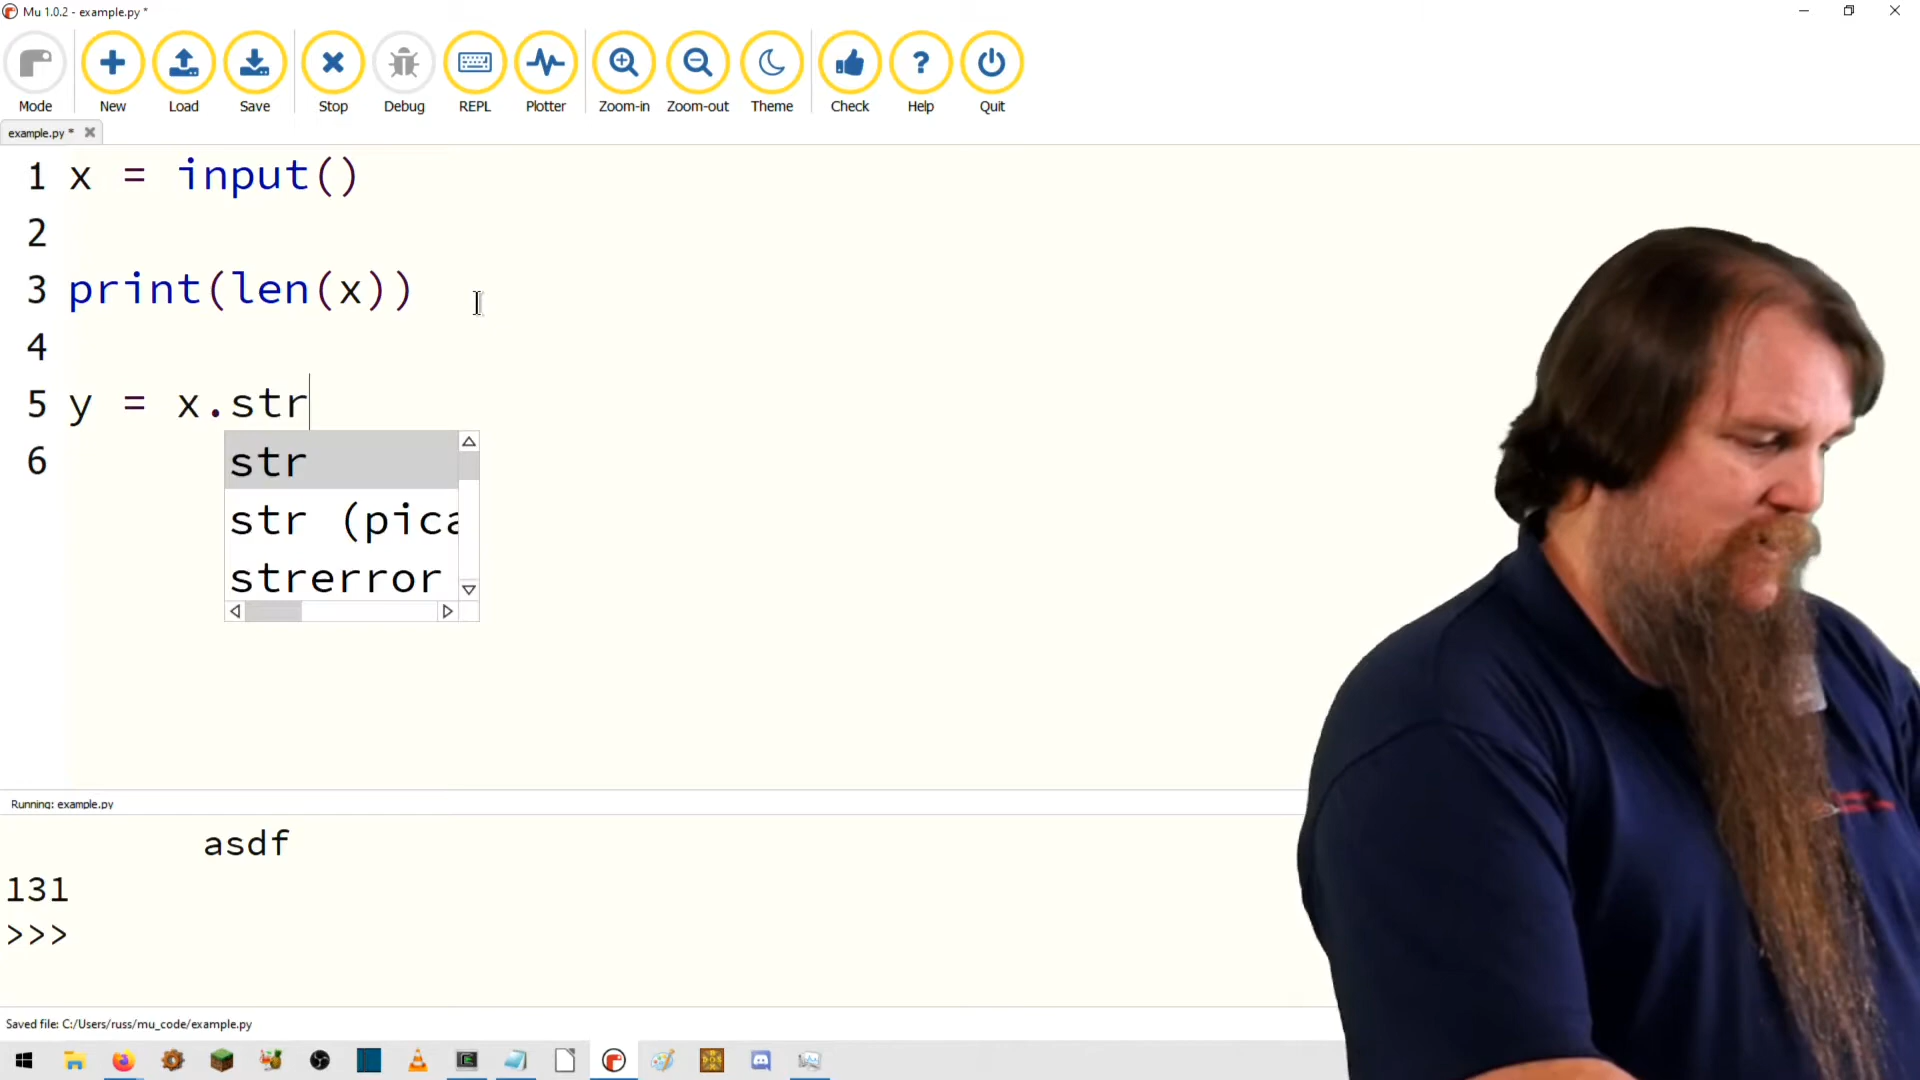 Mu 1.0.2 - example.py *
Mode New Load Save Stop Debug REPL Plotter Zoom-in Zoom-out Theme Check Help Quit
example.py *
1 x = input()
2
3 print(len(x))
4
5 y = x.str
6
str
str (pica
strerror
Running: example.py
asdf
131
>>>
Saved file: C:/Users/russ/mu_code/example.py